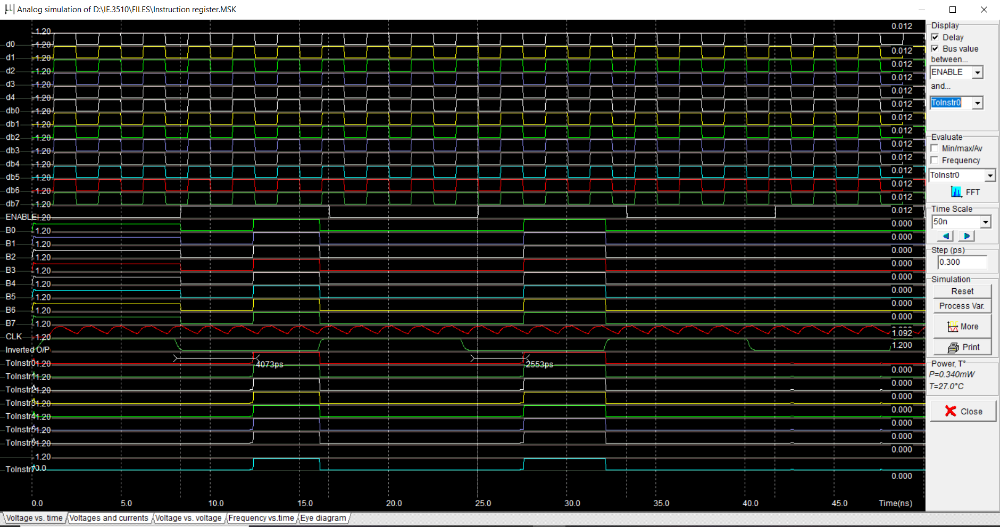 Analog simulation of D:\IE.3510\FILES\Instruction register.MSK
1.20 0.012
d0 1.20
d1 1.20 0.012
d2 1.20 0.012
d3 1.20 0.012
d4 1.20 0.012
db0 1.20 0.012
db1 1.20 0.012
db2 1.20 0.012
db3 1.20 0.012
db4 1.20 0.012
db5 1.20 0.012
db6 1.20 0.012
db7 1.20 0.012
ENABLE 1.20 0.012
B0 1.20 0.000
B1 1.20 0.000
B2 1.20 0.000
B3 1.20 0.000
B4 1.20 0.000
B5 1.20 0.000
B6 1.20 0.000
B7 1.20 0.000
CLK 1.20 1.092
Inverted O/P 1.200
ToInstr0 1.20 4073ps 2553ps
ToInstr1 1.20 0.000
ToInstr2 1.20 0.000
ToInstr3 1.20 0.000
ToInstr4 1.20 0.000
ToInstr5 1.20 0.000
ToInstr6 1.20 0.000
1.20 0.000
ToInstr7 0.0 0.000
0.0 5.0 10.0 15.0 20.0 25.0 30.0 35.0 40.0 45.0 Time(ns)
Voltage vs. time Voltages and currents Voltage vs. voltage Frequency vs.time Eye diagram
Display
Delay
Bus value
between...
ENABLE
and...
ToInstr0
Evaluate
Min/max/Av
Frequency
ToInstr0
FFT
Time Scale
50n
Step (ps)
0.300
Simulation
Reset
Process Var.
More
Print
Power, T°
P=0.340mW
T=27.0°C
Close